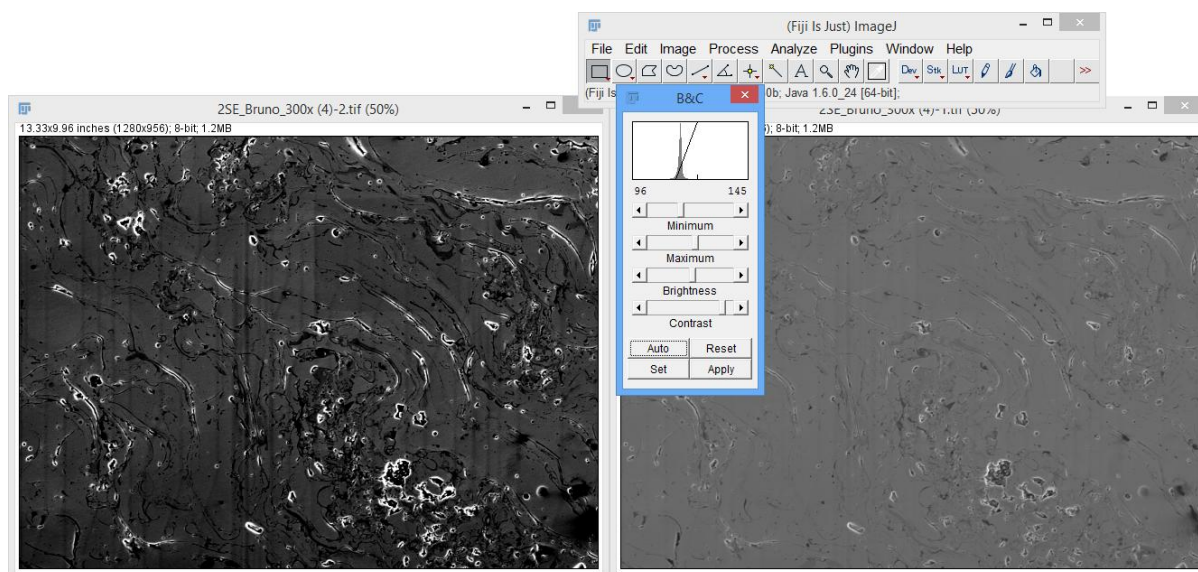 (Fiji Is Just) ImageJ
File Edit Image Process Analyze Plugins Window Help
Dev Stk LUT >>
(Fiji Is 0b; Java 1.6.0_24 [64-bit];
B&C
2SE_Bruno_300x (4)-2.tif (50%)
2SE_Bruno_300x (4)-1.tif (50%)
13.33x9.96 inches (1280x956); 8-bit; 1.2MB
); 8-bit; 1.2MB
96 145
Minimum
Maximum
Brightness
Contrast
Auto Reset
Set Apply